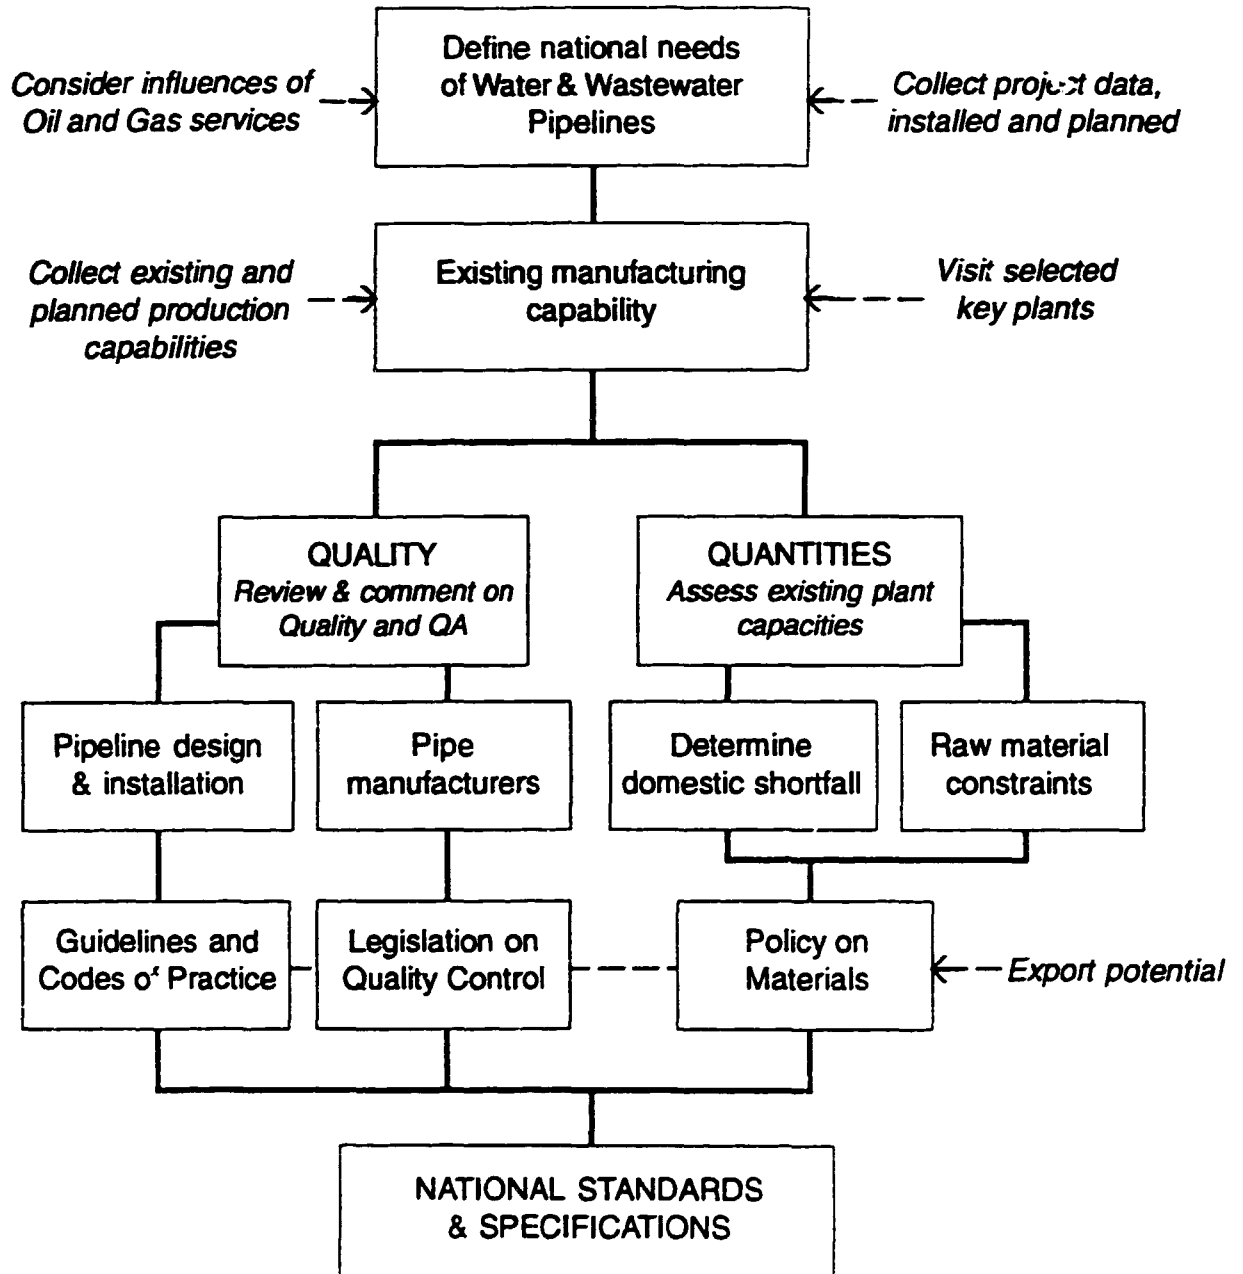 Define national needs
of Water & Wastewater
Pipelines
Consider influences of
Oil and Gas services
Collect project data,
installed and planned
Existing manufacturing
capability
Collect existing and
planned production
capabilities
Visit selected
key plants
QUALITY
Review & comment on
Quality and QA
QUANTITIES
Assess existing plant
capacities
Pipeline design
& installation
Pipe
manufacturers
Determine
domestic shortfall
Raw material
constraints
Guidelines and
Codes of Practice
Legislation on
Quality Control
Policy on
Materials
Export potential
NATIONAL STANDARDS
& SPECIFICATIONS